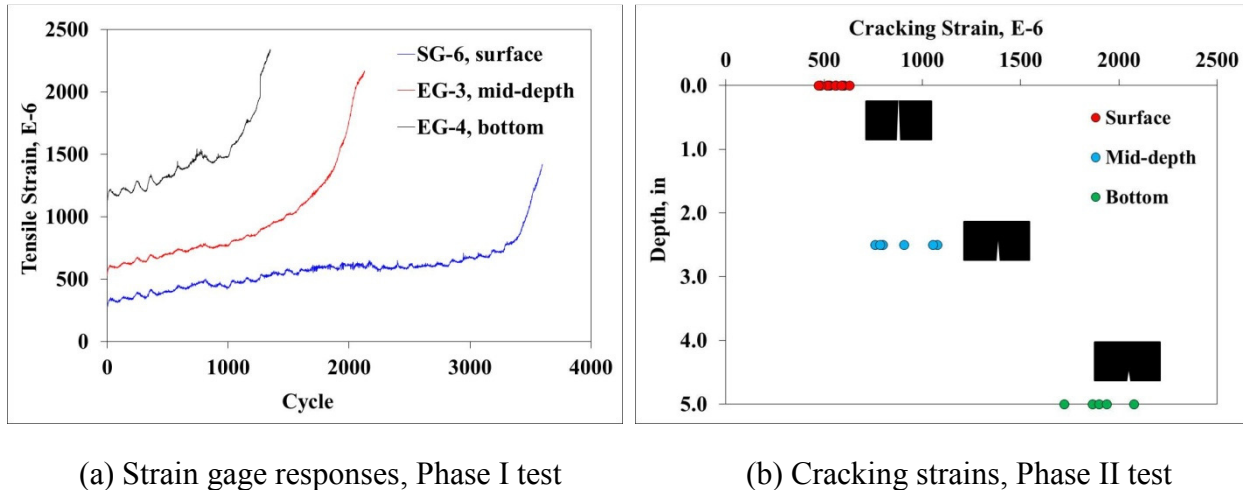 2500
2000
1500
1000
500
0
Tensile Strain, E-6
SG-6, surface
EG-3, mid-depth
EG-4, bottom
0 1000 2000 3000 4000
Cycle
Cracking Strain, E-6
0 500 1000 1500 2000 2500
0.0
1.0
2.0
3.0
4.0
5.0
Depth, in
Surface
Mid-depth
Bottom
(a) Strain gage responses, Phase I test
(b) Cracking strains, Phase II test